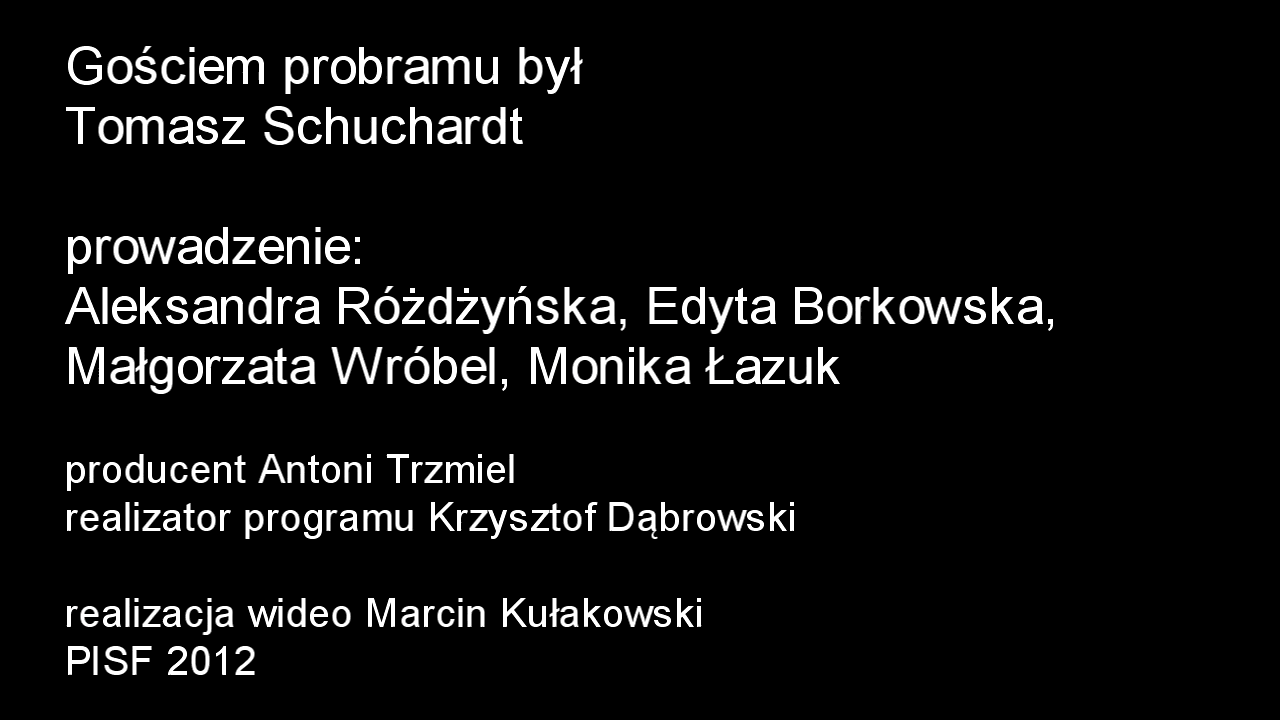 Gościem probramu był
Tomasz Schuchardt
prowadzenie:
Aleksandra Różdżyńska, Edyta Borkowska,
Małgorzata Wróbel, Monika Łazuk
producent Antoni Trzmiel
realizator programu Krzysztof Dąbrowski
realizacja wideo Marcin Kułakowski
PISF 2012